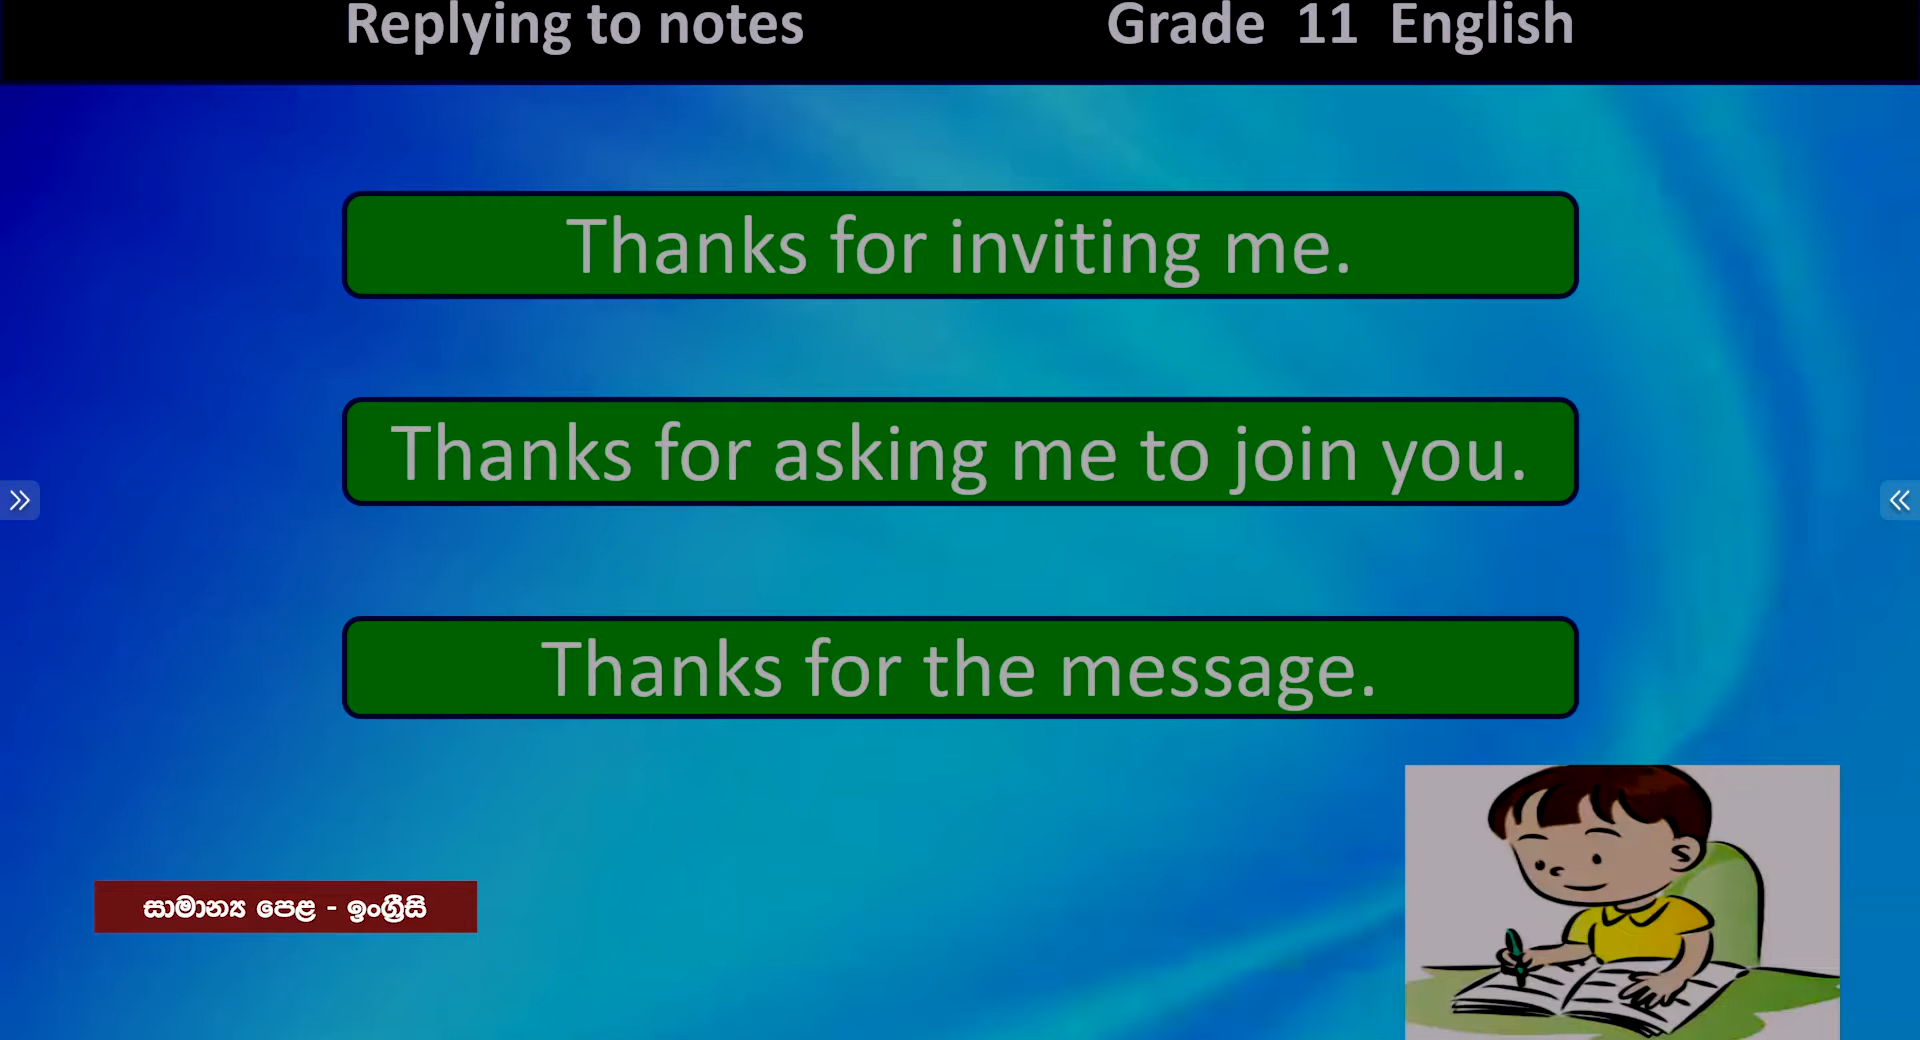 Replying to notes Grade 11 English
Thanks for inviting me.
Thanks for asking me to join you.
Thanks for the message.
සාමාන්‍ය පෙළ - ඉංග්‍රීසි